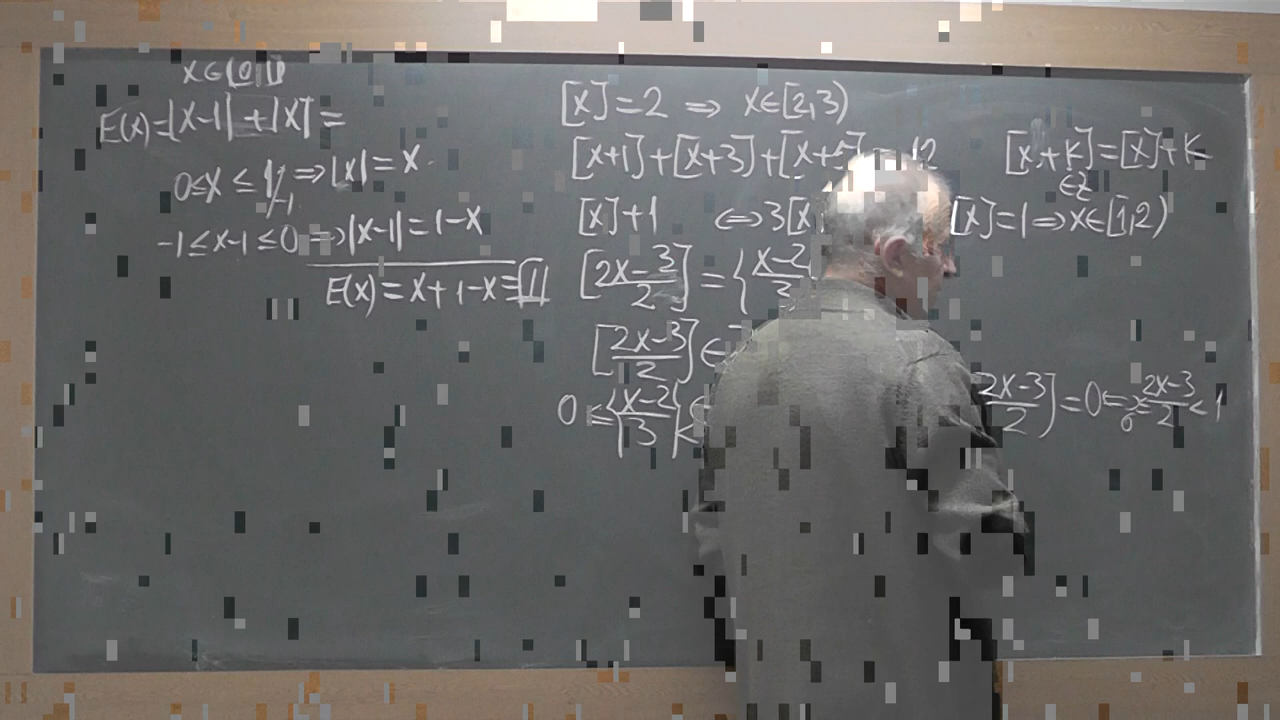 x∈[0,1]
E(x)=|x-1|+|x|=
0≤x≤1/-1 ⇒|x|=x
-1≤x-1≤0 ⇒|x-1|=1-x
E(x)=x+1-x=1
[x]=2 ⇒ x∈[2,3)
[x+1]+[x+3]+[x+ =12
[x]+1 ⇔3[x
[(2x-3)/2]={(x-2)/3
[(2x-3)/2]∈
0≤{(x-2)/3}<
[x+k]=[x]+k
∈Z
[x]=1⇒x∈[1,2)
(2x-3)/2]=0⇔0≤(2x-3)/2<1